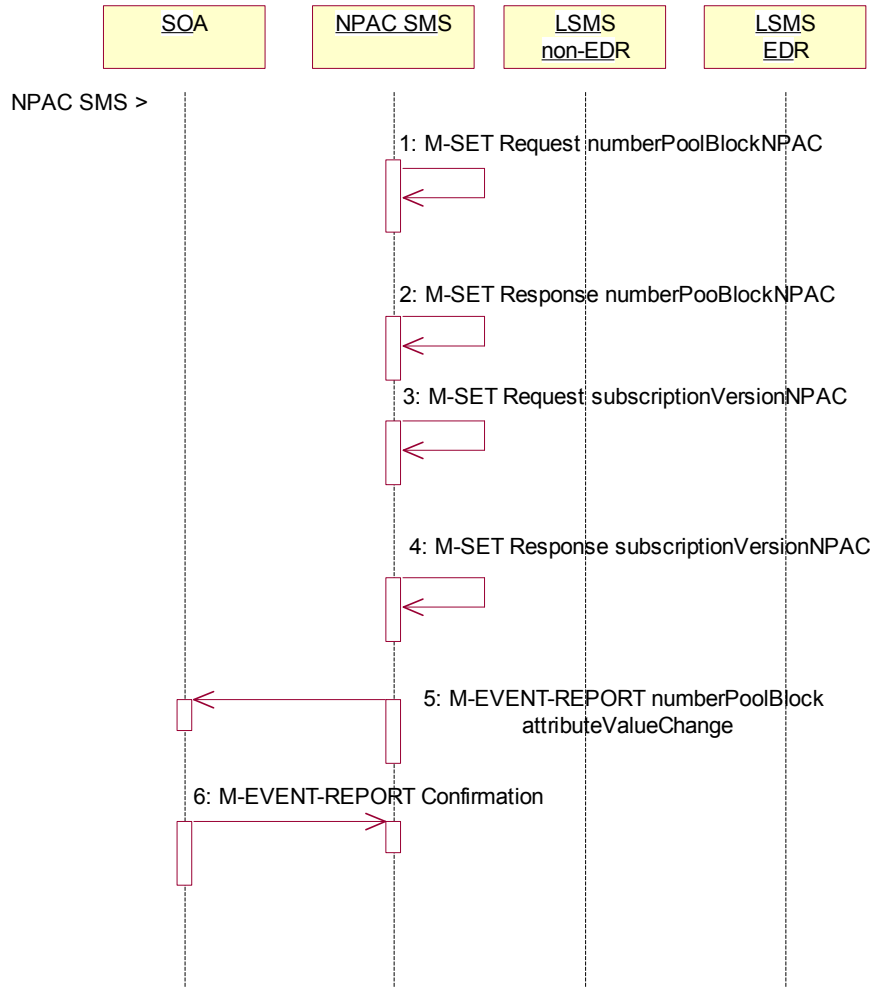 SOA
NPAC SMS
LSMS
non-EDR
LSMS
EDR
NPAC SMS >
1: M-SET Request numberPoolBlockNPAC
2: M-SET Response numberPooBlockNPAC
3: M-SET Request subscriptionVersionNPAC
4: M-SET Response subscriptionVersionNPAC
5: M-EVENT-REPORT numberPoolBlock
attributeValueChange
6: M-EVENT-REPORT Confirmation